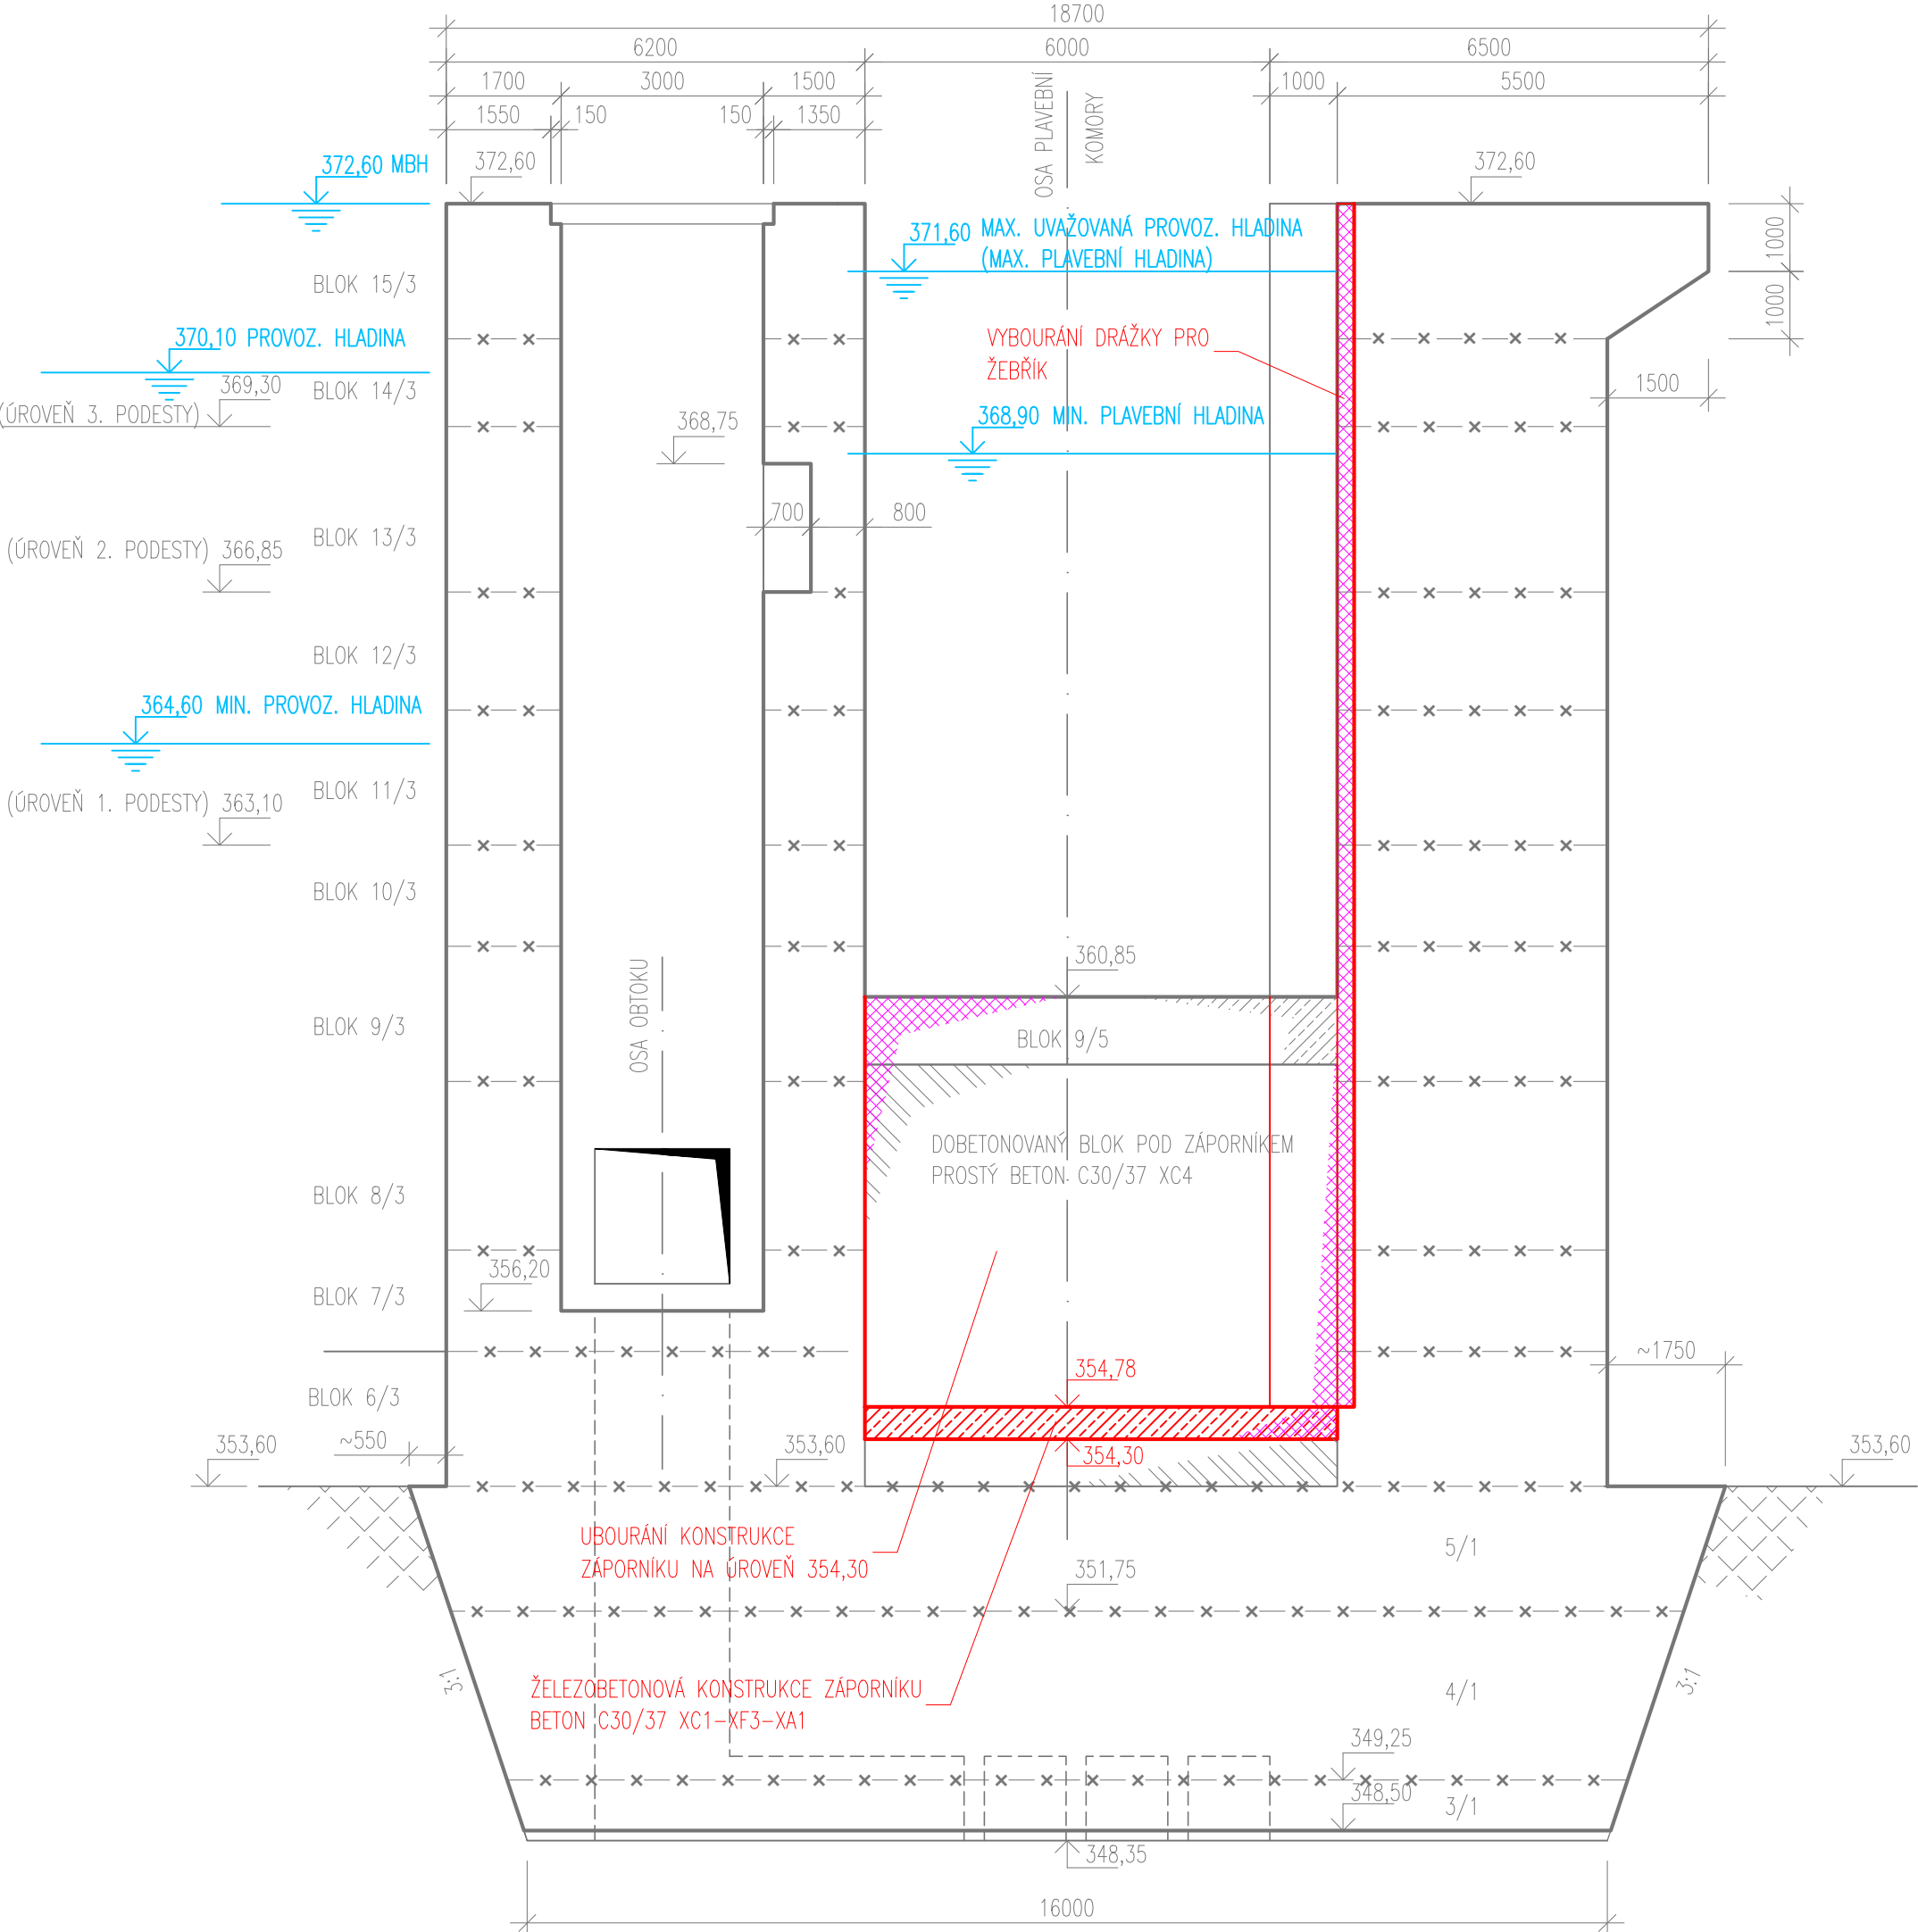 18700
6200
6000
6500
1700
3000
1500
1000
5500
1550
150
150
1350
OSA PLAVEBNÍ
KOMORY
372,60 MBH
372,60
372,60
371,60 MAX. UVAŽOVANÁ PROVOZ. HLADINA
(MAX. PLAVEBNÍ HLADINA)
1000
1000
BLOK 15/3
370,10 PROVOZ. HLADINA
VYBOURÁNÍ DRÁŽKY PRO
ŽEBŘÍK
369,30
BLOK 14/3
1500
(ÚROVEŇ 3. PODESTY)
368,75
368,90 MIN. PLAVEBNÍ HLADINA
700
800
BLOK 13/3
(ÚROVEŇ 2. PODESTY) 366,85
BLOK 12/3
364,60 MIN. PROVOZ. HLADINA
BLOK 11/3
(ÚROVEŇ 1. PODESTY) 363,10
BLOK 10/3
360,85
OSA OBTOKU
BLOK 9/3
BLOK 9/5
DOBETONOVANÝ BLOK POD ZÁPORNÍKEM
PROSTÝ BETON C30/37 XC4
BLOK 8/3
356,20
BLOK 7/3
~1750
354,78
BLOK 6/3
~550
353,60
353,60
354,30
353,60
UBOURÁNÍ KONSTRUKCE
ZÁPORNÍKU NA ÚROVEŇ 354,30
5/1
351,75
3:1
3:1
ŽELEZOBETONOVÁ KONSTRUKCE ZÁPORNÍKU
BETON C30/37 XC1-XF3-XA1
4/1
349,25
348,50
3/1
348,35
16000